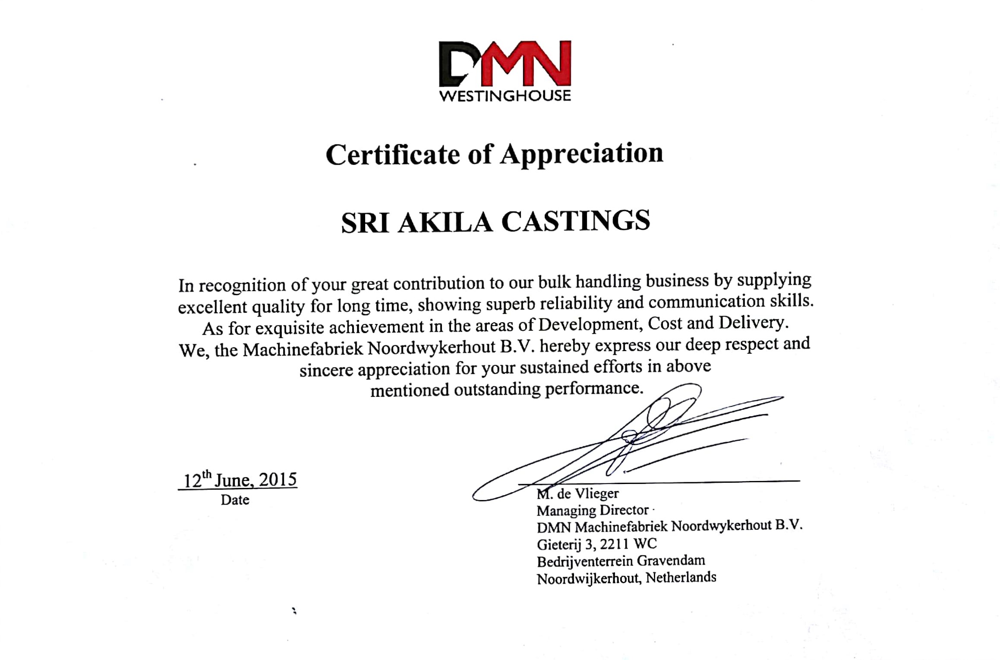 DMN
WESTINGHOUSE
Certificate of Appreciation
SRI AKILA CASTINGS
In recognition of your great contribution to our bulk handling business by supplying
excellent quality for long time, showing superb reliability and communication skills.
As for exquisite achievement in the areas of Development, Cost and Delivery.
We, the Machinefabriek Noordwykerhout B.V. hereby express our deep respect and
sincere appreciation for your sustained efforts in above
mentioned outstanding performance.
12th June, 2015
Date
M. de Vlieger
Managing Director
DMN Machinefabriek Noordwykerhout B.V.
Gieterij 3, 2211 WC
Bedrijventerrein Gravendam
Noordwijkerhout, Netherlands